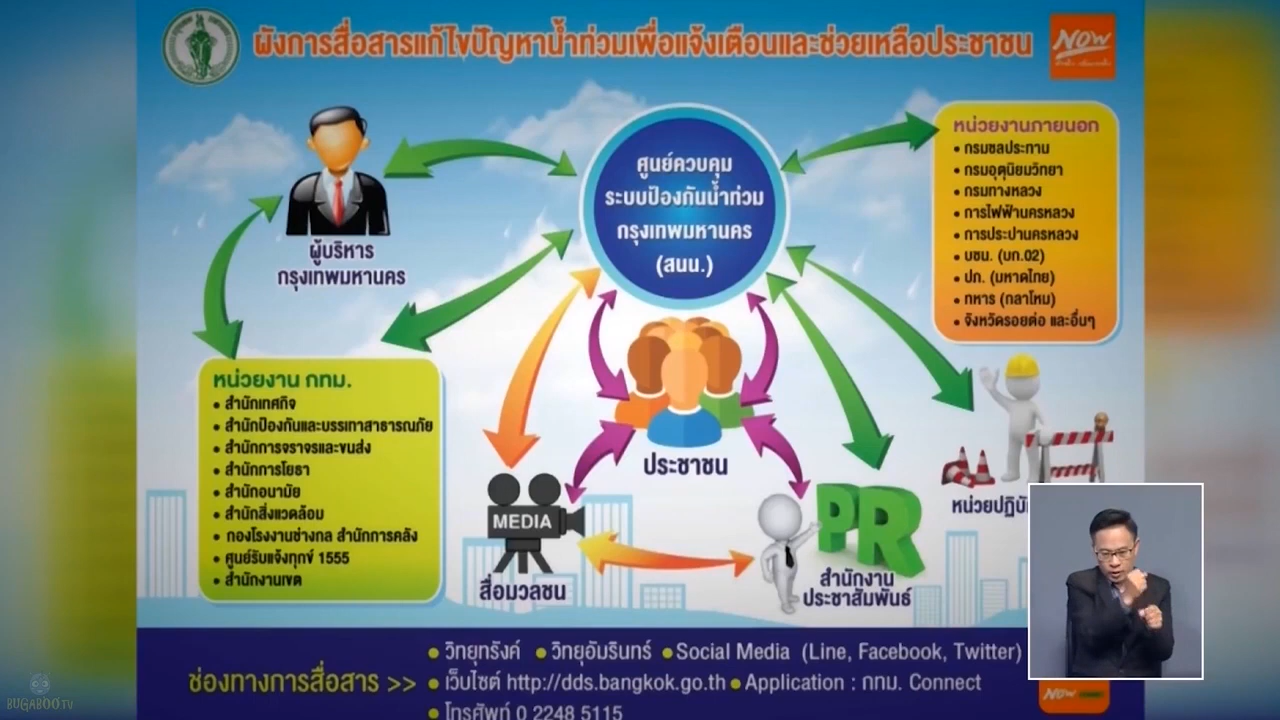 ผังการสื่อสารแก้ไขปัญหาน้ำท่วมเพื่อแจ้งเตือนและช่วยเหลือประชาชน
NOW
ศูนย์ควบคุม
ระบบป้องกันน้ำท่วม
กรุงเทพมหานคร
(สนน.)
ผู้บริหาร
กรุงเทพมหานคร
หน่วยงานภายนอก
• กรมชลประทาน
• กรมอุตุนิยมวิทยา
• กรมทางหลวง
• การไฟฟ้านครหลวง
• การประปานครหลวง
• บชน. (บก.02)
• ปภ. (มหาดไทย)
• ทหาร (กลาโหม)
• จังหวัดรอยต่อ และอื่นๆ
หน่วยงาน กทม.
• สำนักเทศกิจ
• สำนักป้องกันและบรรเทาสาธารณภัย
• สำนักการจราจรและขนส่ง
• สำนักการโยธา
• สำนักอนามัย
• สำนักสิ่งแวดล้อม
• กองโรงงานช่างกล สำนักการคลัง
• ศูนย์รับแจ้งทุกข์ 1555
• สำนักงานเขต
ประชาชน
MEDIA
สื่อมวลชน
PR
สำนักงาน
ประชาสัมพันธ์
หน่วยปฏิบั
ช่องทางการสื่อสาร >>
• วิทยุทรังค์ • วิทยุอัมรินทร์ • Social Media (Line, Facebook, Twitter)
• เว็บไซต์ http://dds.bangkok.go.th • Application : กทม. Connect
• โทรศัพท์ 0 2248 5115
NOW
BUGABOO TV